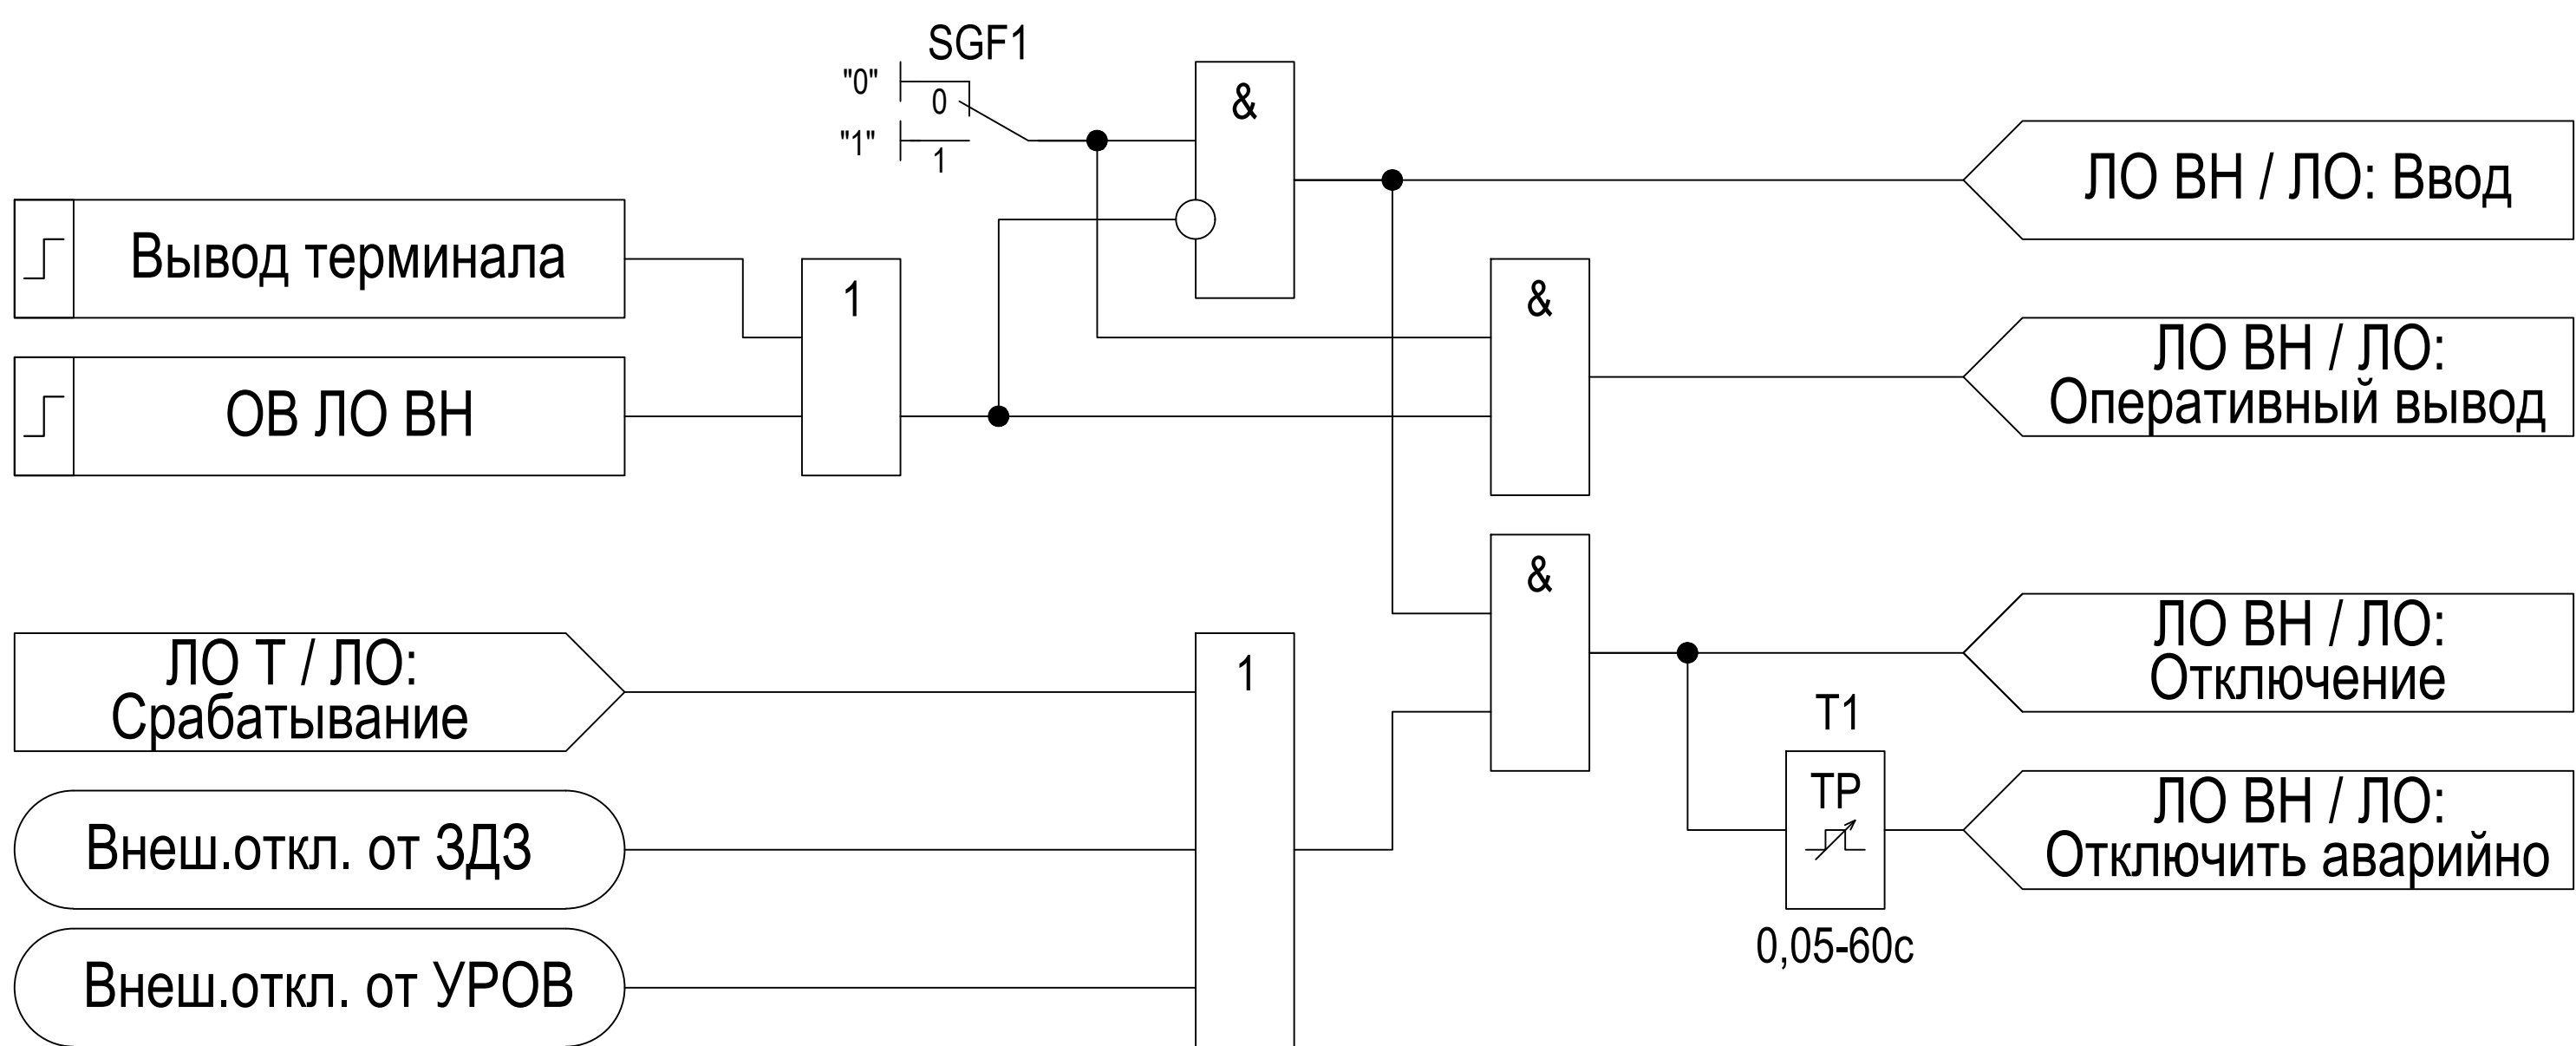 SGF1
"0"
0
"1"
1
&
ЛО ВН / ЛО: Ввод
Вывод терминала
1
&
ЛО ВН / ЛО:
Оперативный вывод
ОВ ЛО ВН
&
ЛО ВН / ЛО:
Отключение
ЛО Т / ЛО:
Срабатывание
1
T1
TP
0,05-60с
ЛО ВН / ЛО:
Отключить аварийно
Внеш.откл. от ЗДЗ
Внеш.откл. от УРОВ